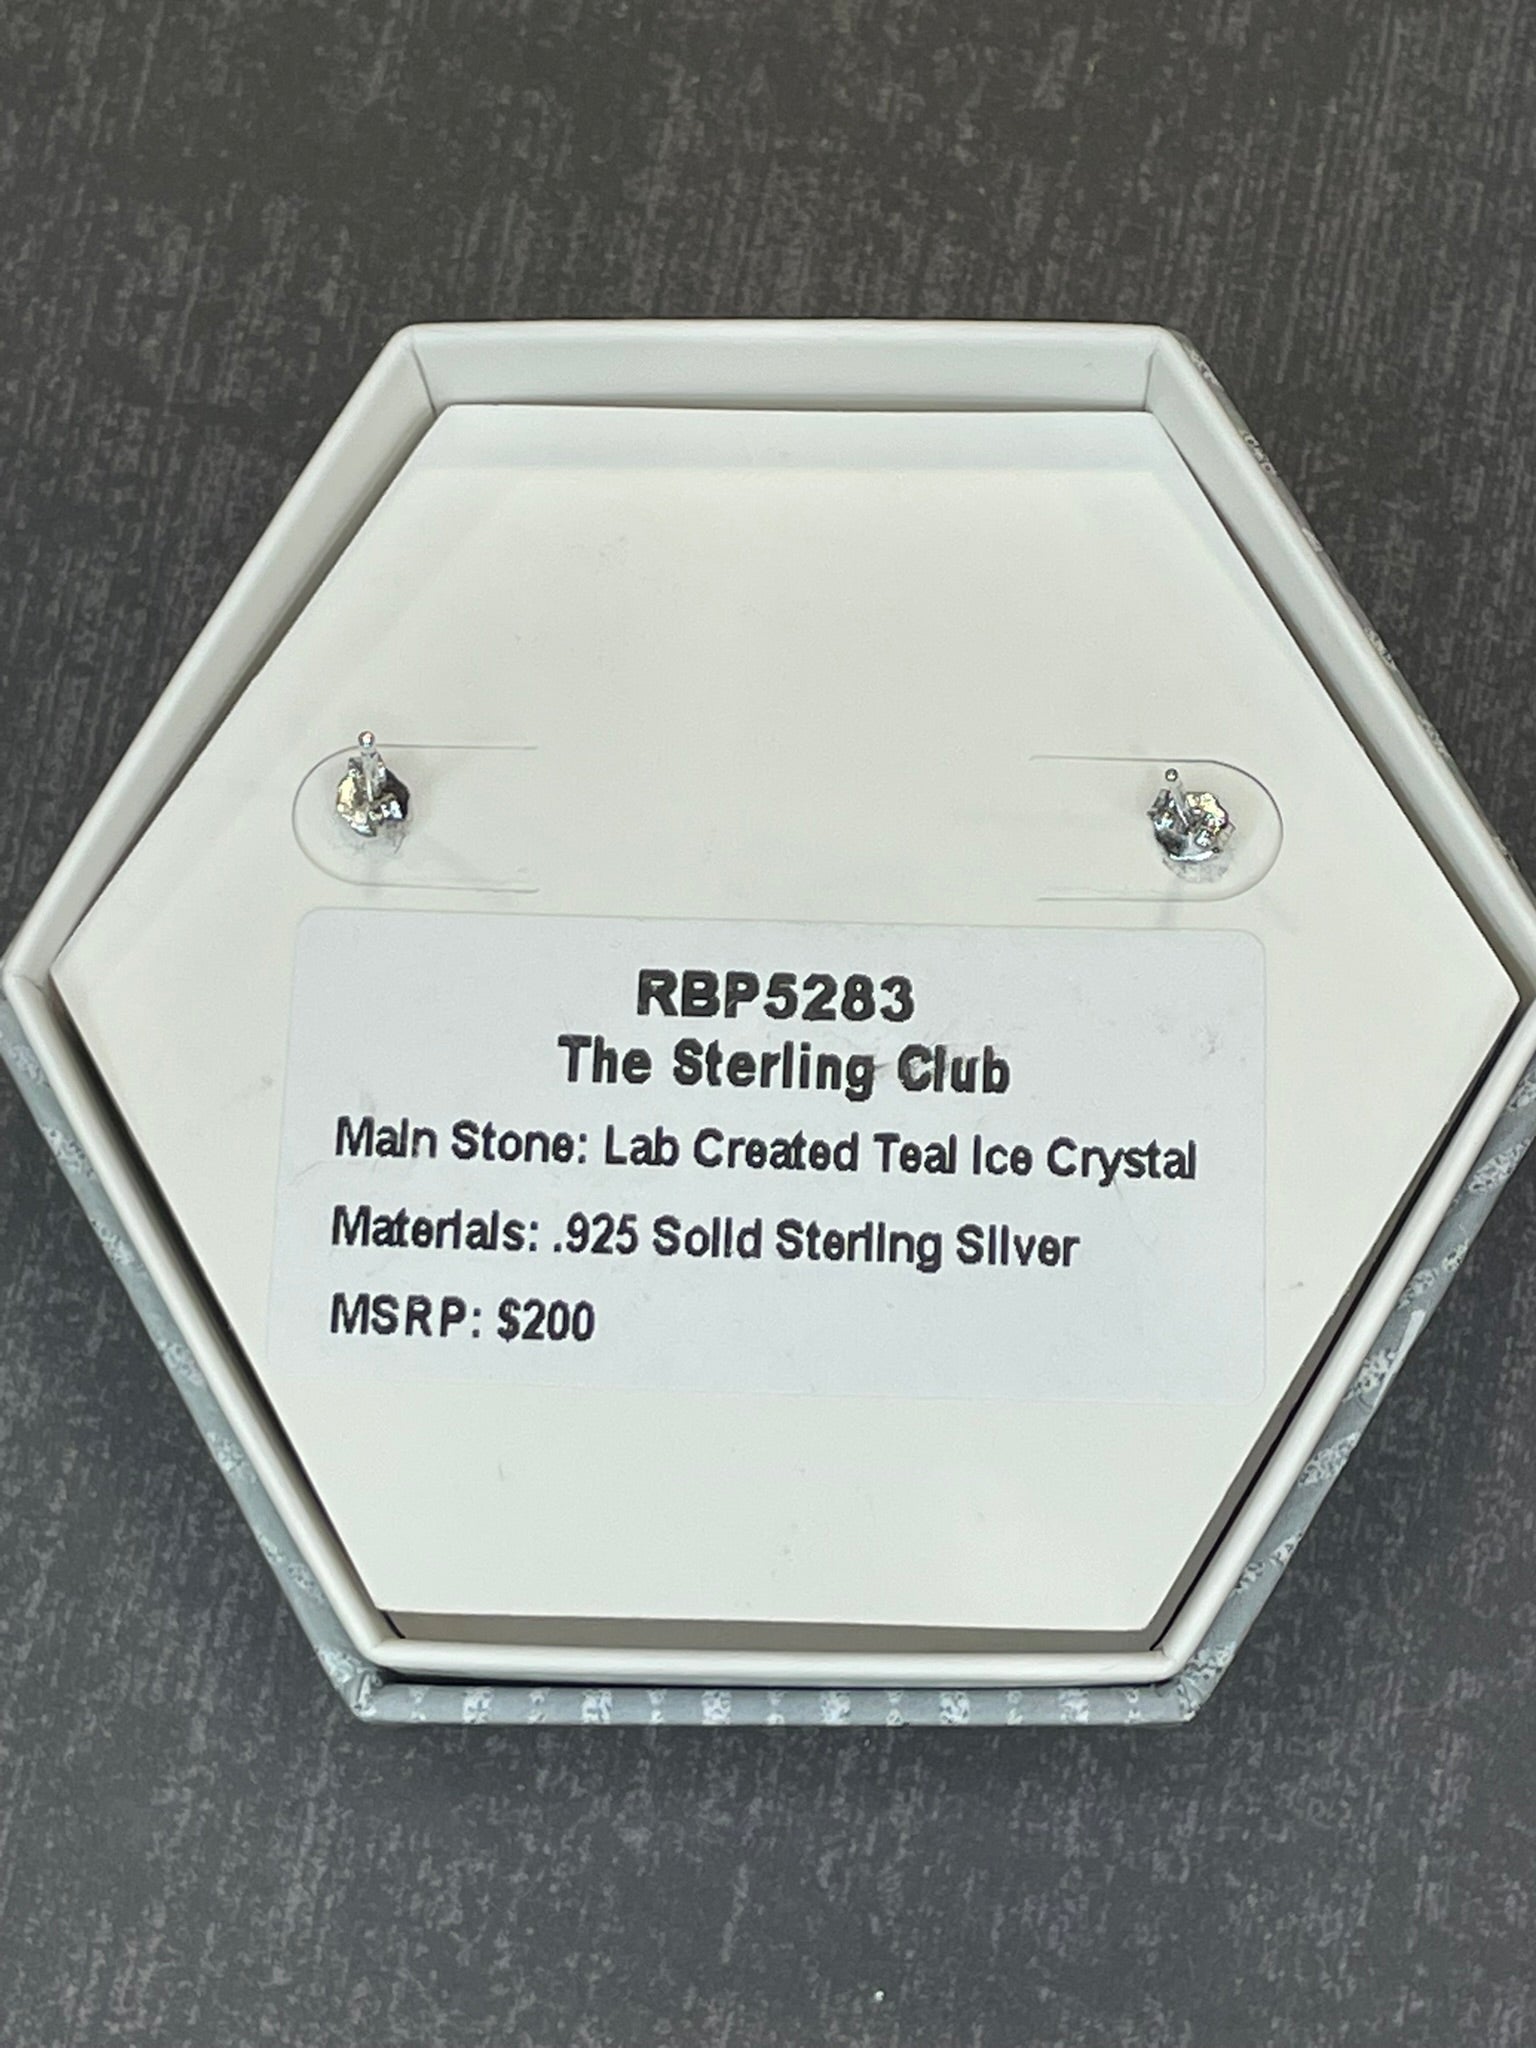 RBP5283
The Sterling Club
Main Stone: Lab Created Teal Ice Crystal
Materials: .925 Solid Sterling Silver
MSRP: $200